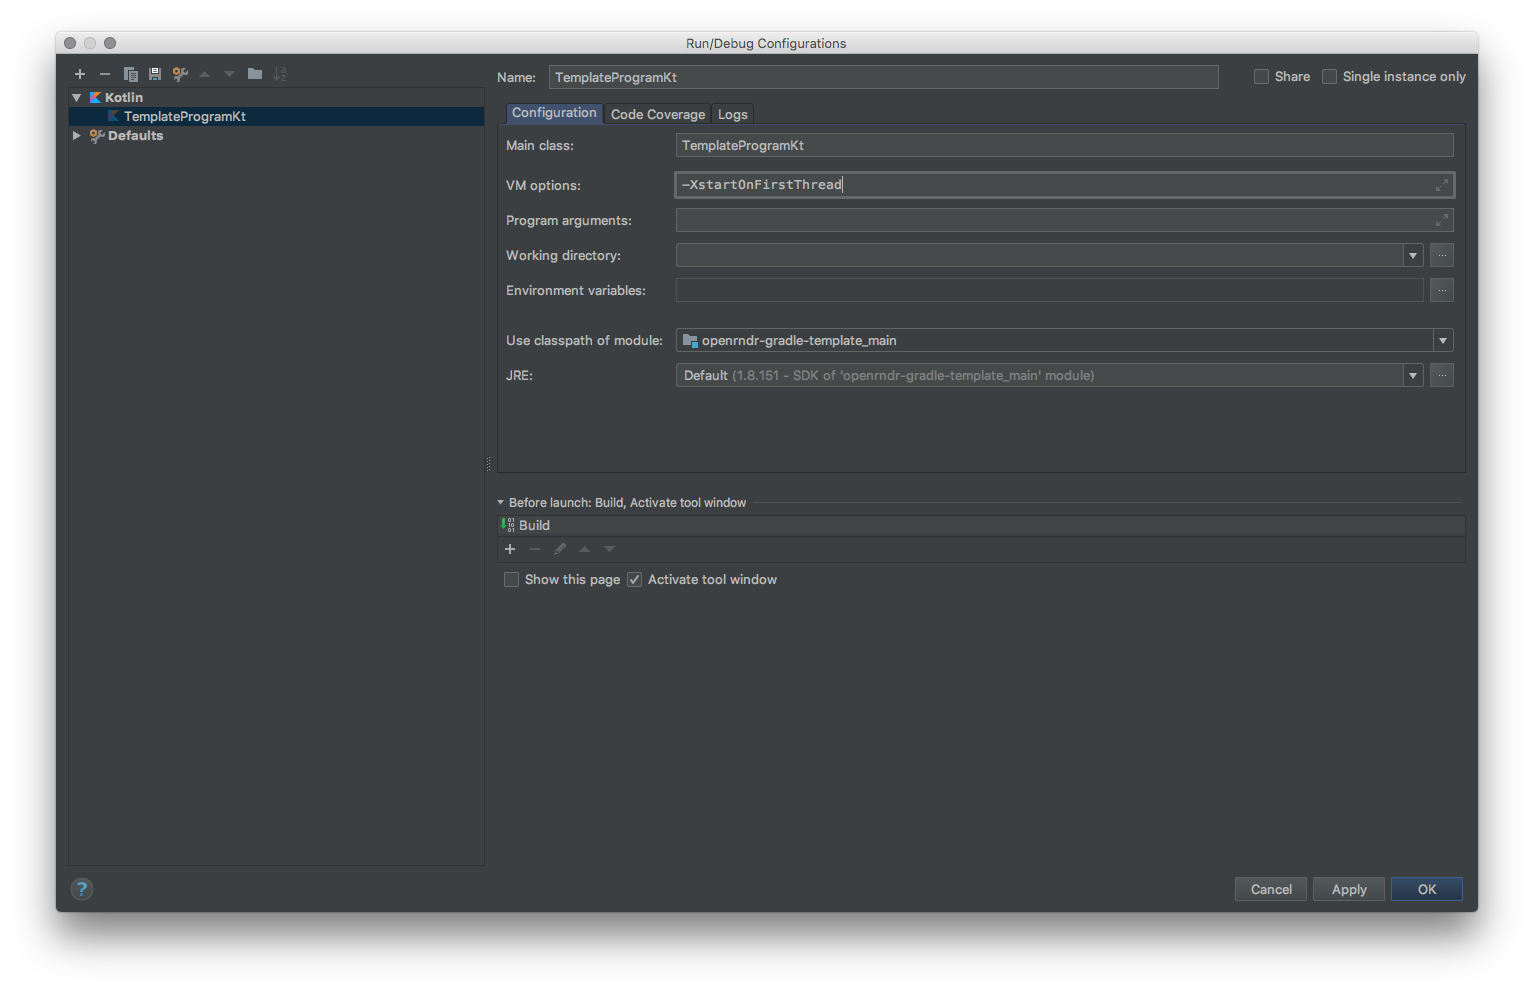 Run/Debug Configurations
Name: TemplateProgramKt Share Single instance only
Kotlin
TemplateProgramKt
Defaults
Configuration Code Coverage Logs
Main class: TemplateProgramKt
VM options: -XstartOnFirstThread
Program arguments:
Working directory:
Environment variables:
Use classpath of module: openrndr-gradle-template_main
JRE: Default (1.8.151 - SDK of 'openrndr-gradle-template_main' module)
Before launch: Build, Activate tool window
Build
Show this page Activate tool window
? Cancel Apply OK